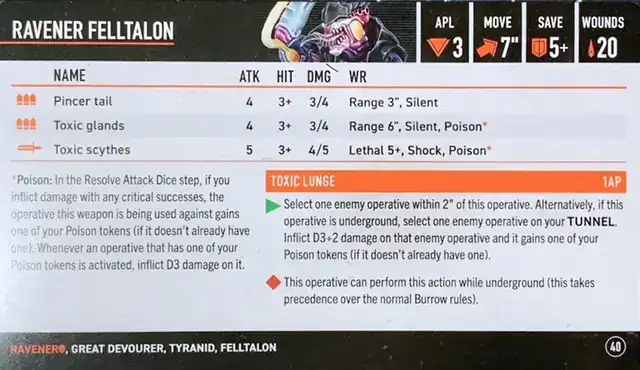 RAVENER FELLTALON
APL MOVE SAVE WOUNDS
3 7" 5+ 20
NAME ATK HIT DMG WR
Pincer tail 4 3+ 3/4 Range 3", Silent
Toxic glands 4 3+ 3/4 Range 6", Silent, Poison*
Toxic scythes 5 3+ 4/5 Lethal 5+, Shock, Poison*
*Poison: In the Resolve Attack Dice step, if you
inflict damage with any critical successes, the
operative this weapon is being used against gains
one of your Poison tokens (if it doesn't already have
one). Whenever an operative that has one of your
Poison tokens is activated, inflict D3 damage on it.
TOXIC LUNGE 1AP
Select one enemy operative within 2" of this operative. Alternatively, if this
operative is underground, select one enemy operative on your TUNNEL.
Inflict D3+2 damage on that enemy operative and it gains one of your
Poison tokens (if it doesn't already have one).
This operative can perform this action while underground (this takes
precedence over the normal Burrow rules).
RAVENER, GREAT DEVOURER, TYRANID, FELLTALON
40